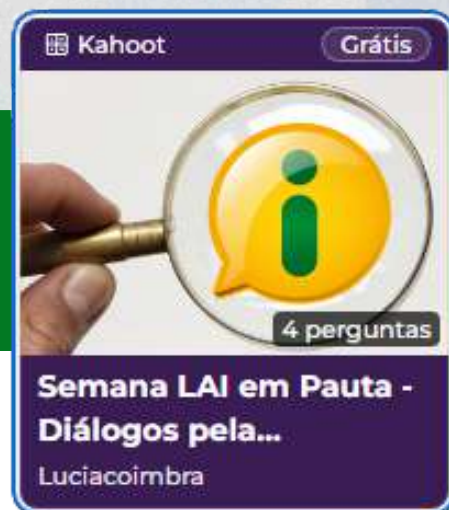 Kahoot
Grátis
4 perguntas
Semana LAI em Pauta -
Diálogos pela...
Luciacoimbra